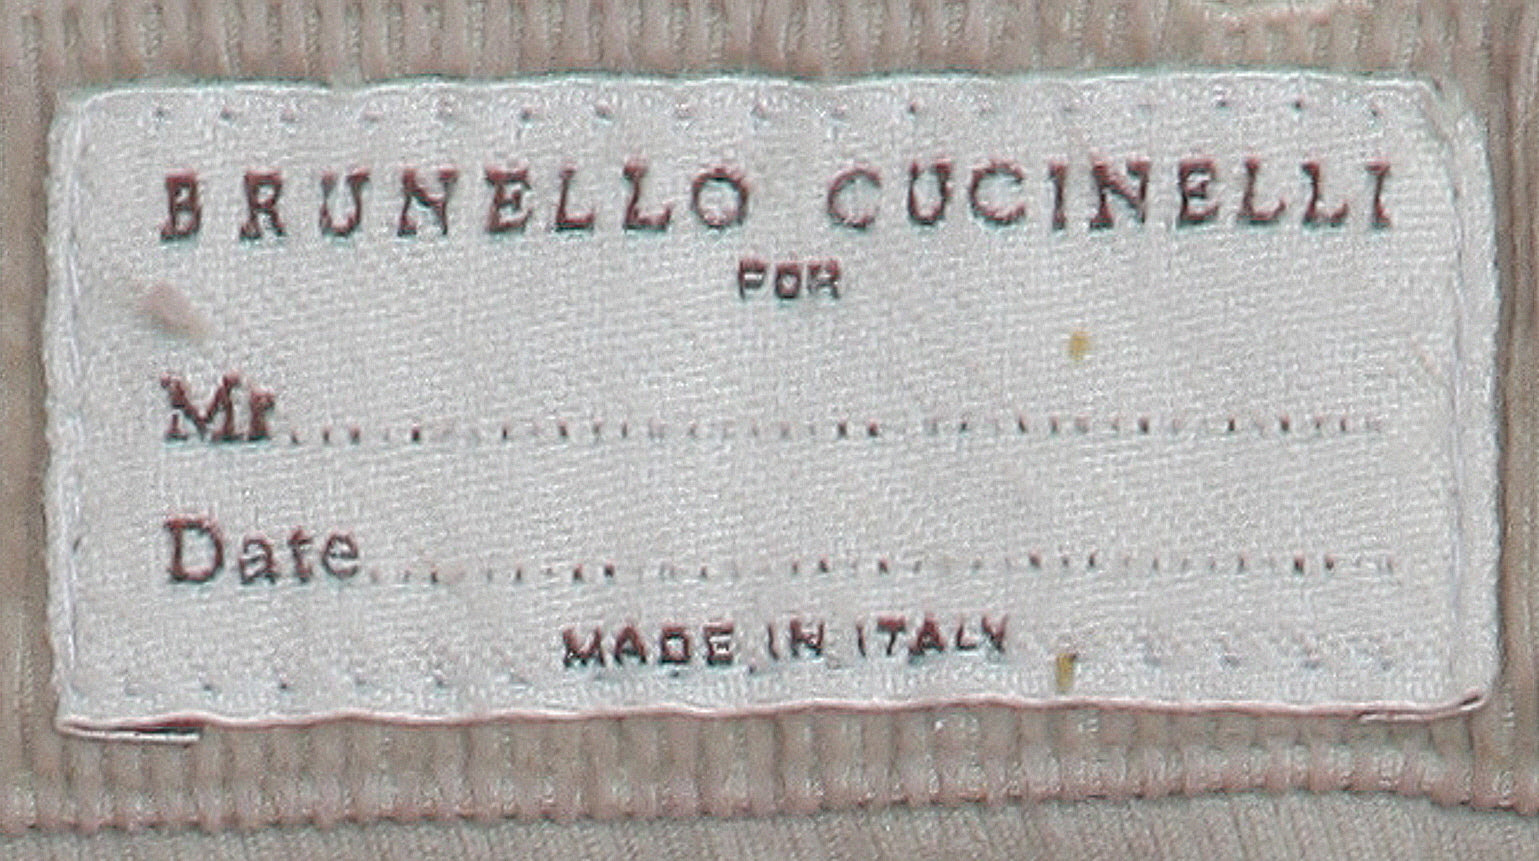 BRUNELLO CUCINELLI
FOR
Mr..............................
Date..............................
MADE IN ITALY